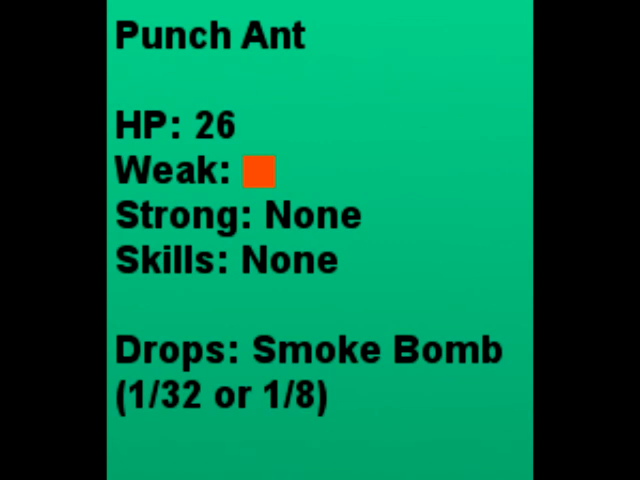 Punch Ant
HP: 26
Weak:
Strong: None
Skills: None
Drops: Smoke Bomb
(1/32 or 1/8)